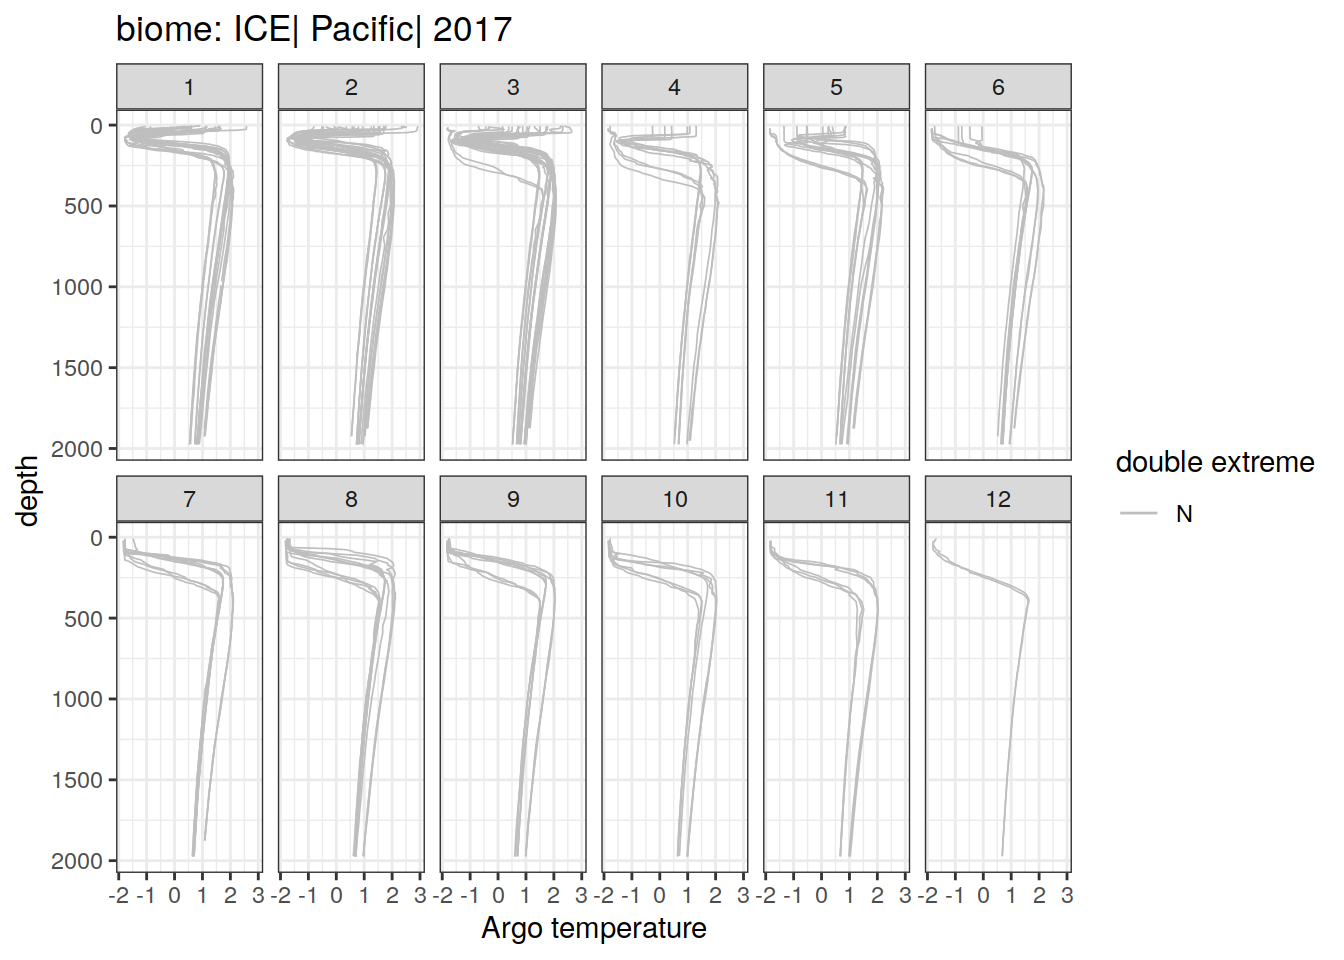 biome: ICE| Pacific| 2017
1 2 3 4 5 6
0
500
1000
1500
2000
7 8 9 10 11 12
0
500
1000
1500
2000
-2 -1 0 1 2 3 -2 -1 0 1 2 3 -2 -1 0 1 2 3 -2 -1 0 1 2 3 -2 -1 0 1 2 3 -2 -1 0 1 2 3
Argo temperature
depth
double extreme
N